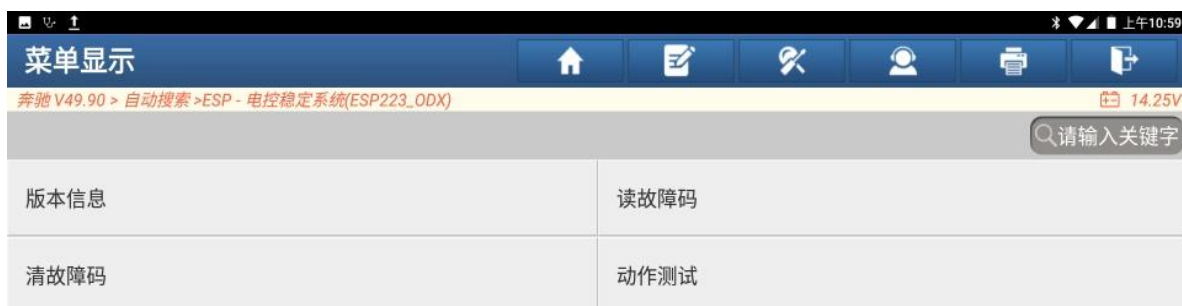 上午10:59
菜单显示
奔驰 V49.90 > 自动搜索 >ESP - 电控稳定系统(ESP223_ODX)
14.25V
请输入关键字
版本信息
读故障码
清故障码
动作测试